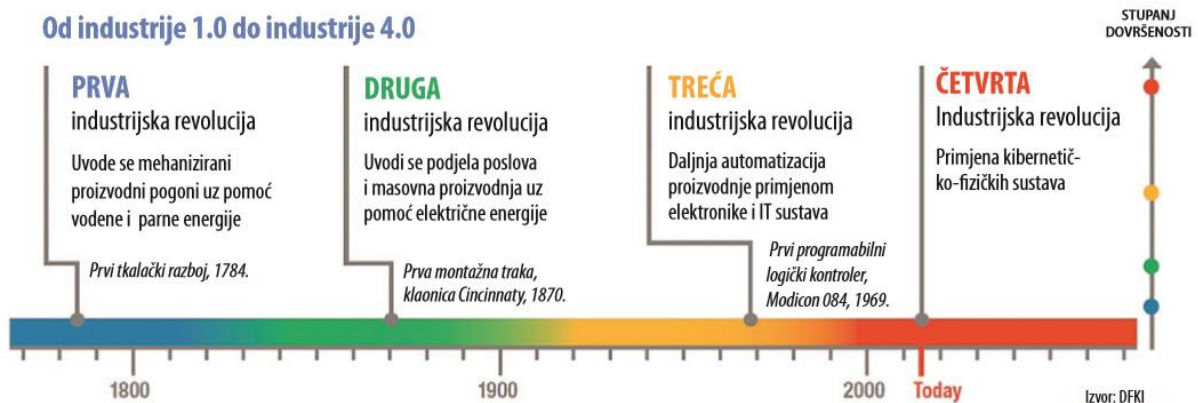 Od industrije 1.0 do industrije 4.0
STUPANJ
DOVRŠENOSTI
PRVA
industrijska revolucija
Uvode se mehanizirani
proizvodni pogoni uz pomoć
vodene i parne energije
Prvi tkalački razboj, 1784.
DRUGA
industrijska revolucija
Uvodi se podjela poslova
i masovna proizvodnja uz
pomoć električne energije
Prva montažna traka,
klaonica Cincinnaty, 1870.
TREĆA
industrijska revolucija
Daljnja automatizacija
proizvodnje primjenom
elektronike i IT sustava
Prvi programabilni
logički kontroler,
Modicon 084, 1969.
ČETVRTA
Industrijska revolucija
Primjena kibernetič-
ko-fizičkih sustava
1800
1900
2000
Today
Izvor: DFKI